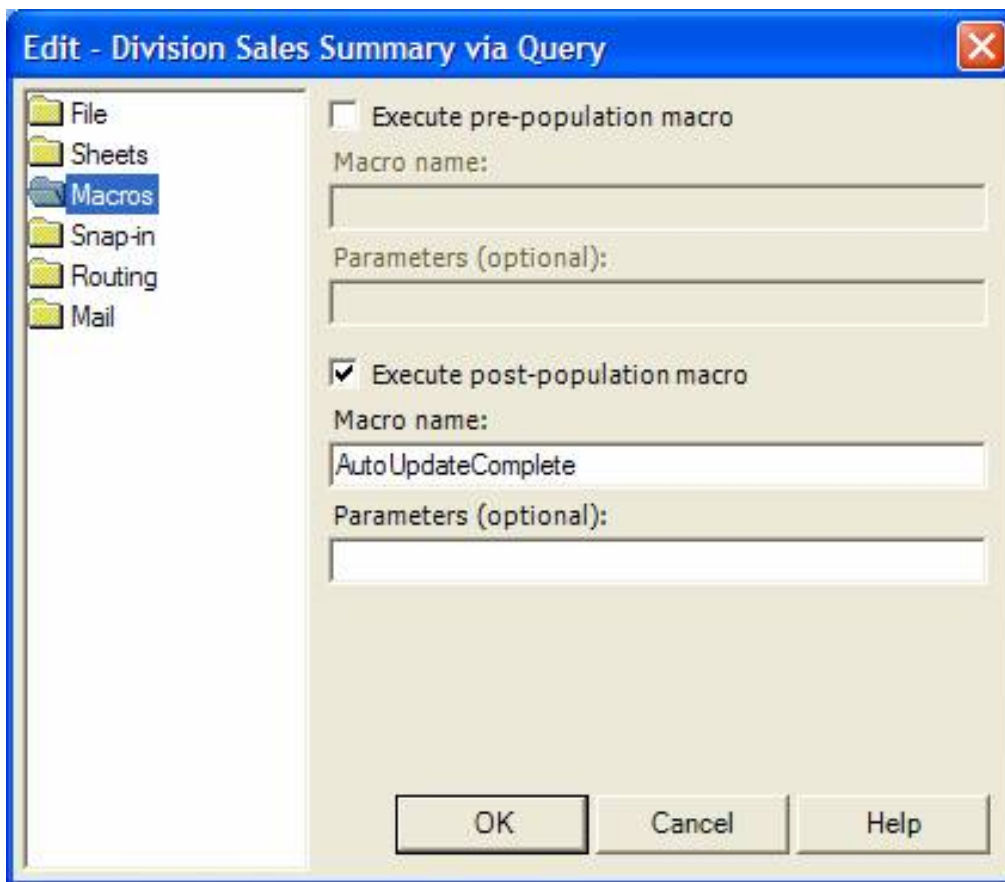 Edit - Division Sales Summary via Query
File
Sheets
Macros
Snap-in
Routing
Mail
Execute pre-population macro
Macro name:
Parameters (optional):
Execute post-population macro
Macro name:
AutoUpdateComplete
Parameters (optional):
OK
Cancel
Help